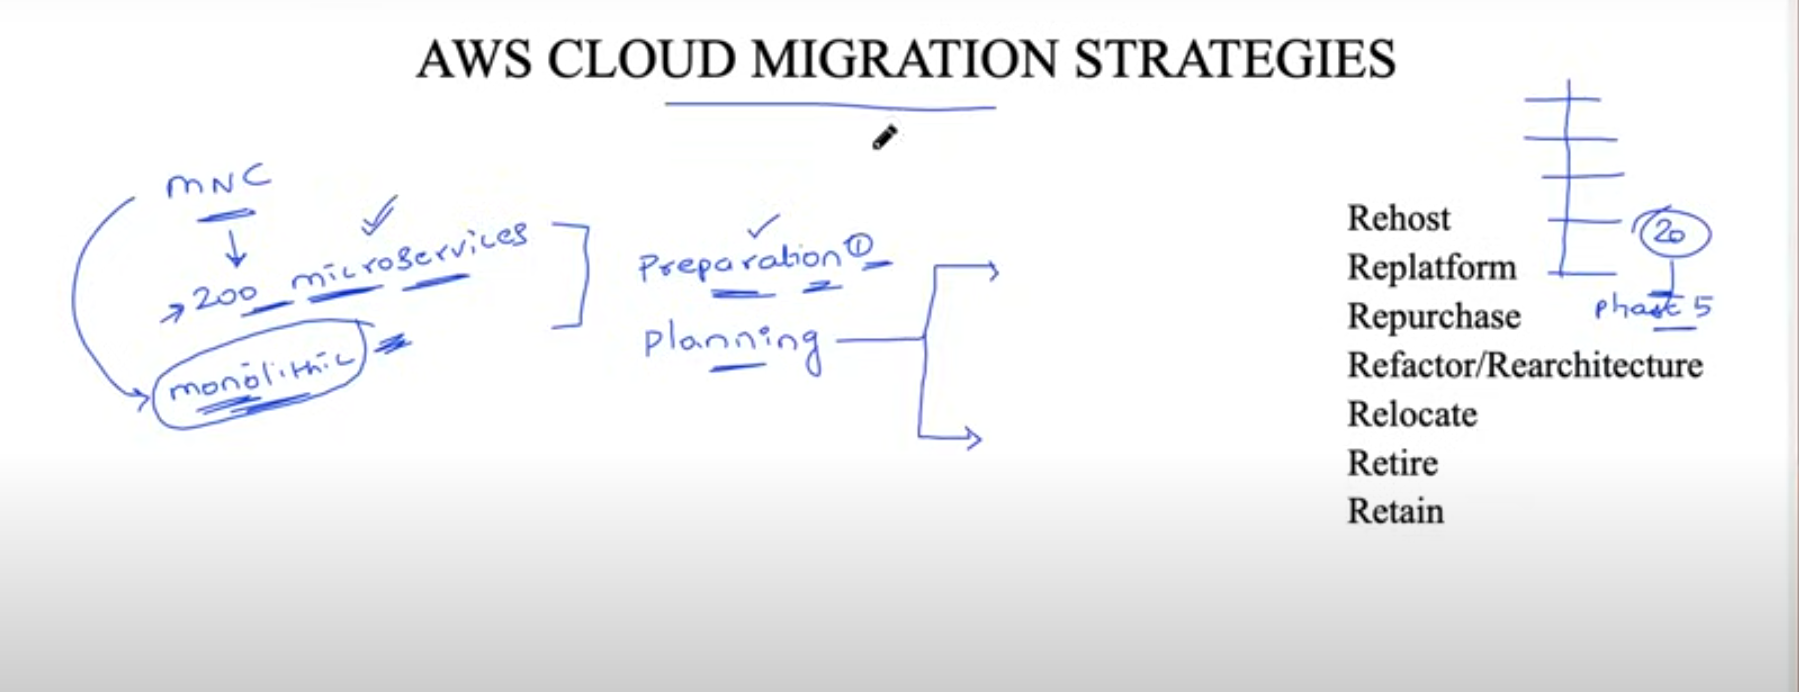 AWS CLOUD MIGRATION STRATEGIES
MNC
200 microservices
monolithic
Preparation ①
planning
Rehost
Replatform
Repurchase
Refactor/Rearchitecture
Relocate
Retire
Retain
20
5